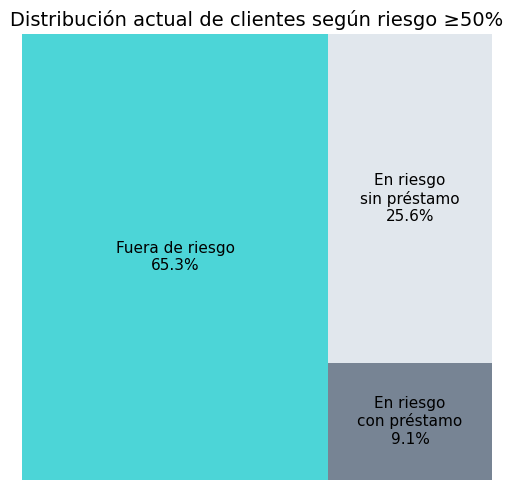 Distribución actual de clientes según riesgo ≥50%
Fuera de riesgo
65.3%
En riesgo
sin préstamo
25.6%
En riesgo
con préstamo
9.1%